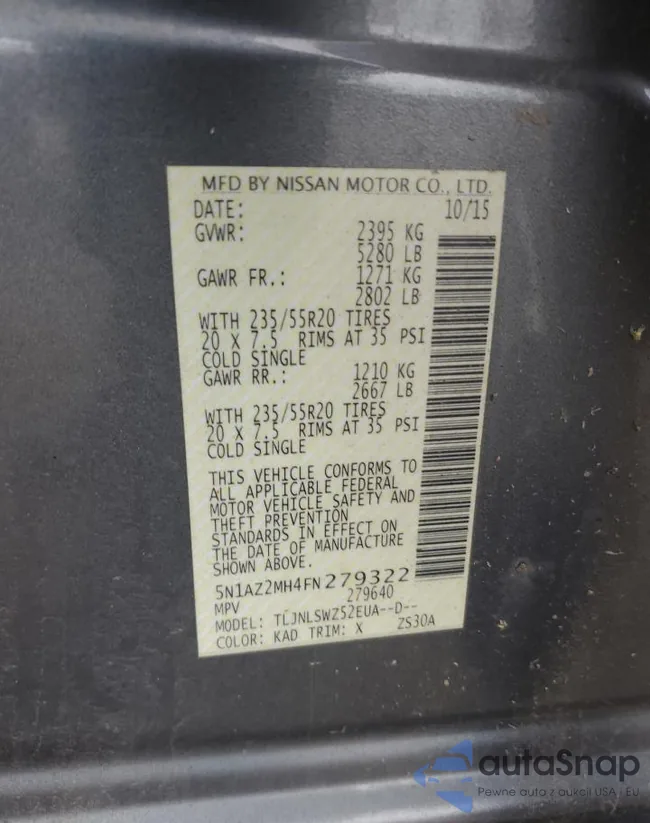 MFD BY NISSAN MOTOR CO., LTD.
DATE: 10/15
GVWR: 2395 KG
5280 LB
GAWR FR.: 1271 KG
2802 LB
WITH 235/55R20 TIRES
20 X 7.5 RIMS AT 35 PSI
COLD SINGLE
GAWR RR.: 1210 KG
2667 LB
WITH 235/55R20 TIRES
20 X 7.5 RIMS AT 35 PSI
COLD SINGLE
THIS VEHICLE CONFORMS TO
ALL APPLICABLE FEDERAL
MOTOR VEHICLE SAFETY AND
THEFT PREVENTION
STANDARDS IN EFFECT ON
THE DATE OF MANUFACTURE
SHOWN ABOVE.
5N1AZ2MH4FN279322
MPV 279640
MODEL: TLJNLSWZ52EUA--D--
COLOR: KAD TRIM: X ZS30A
autoSnap
Pewne auta z aukcji USA i EU